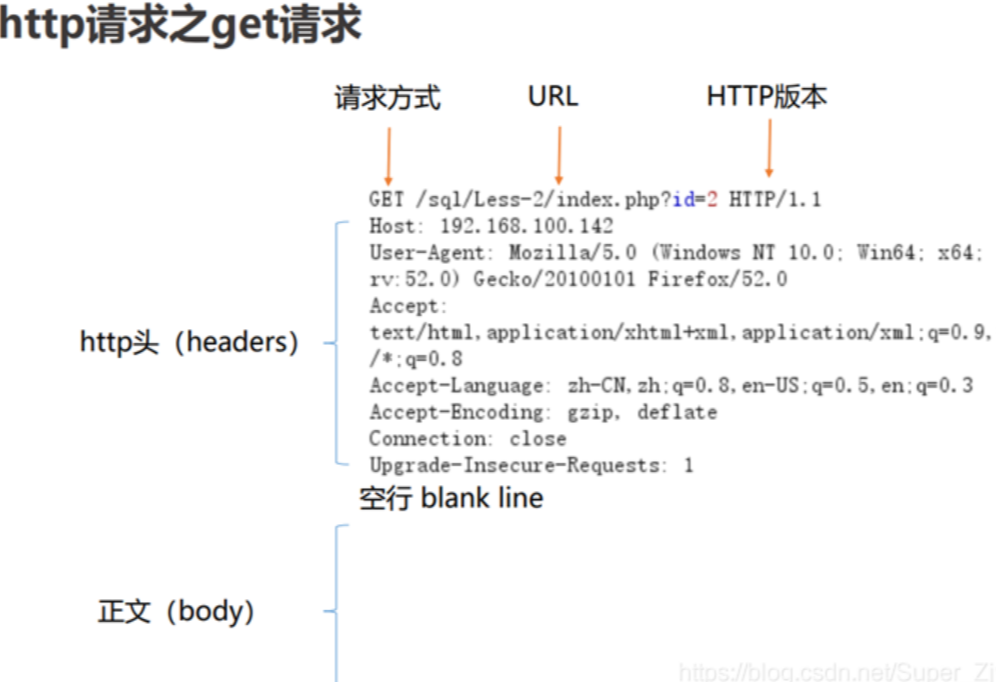 http请求之get请求
请求方式 URL HTTP版本
GET /sql/Less-2/index.php?id=2 HTTP/1.1
Host: 192.168.100.142
User-Agent: Mozilla/5.0 (Windows NT 10.0; Win64; x64;
rv:52.0) Gecko/20100101 Firefox/52.0
Accept:
text/html,application/xhtml+xml,application/xml;q=0.9,
/*;q=0.8
http头（headers）
Accept-Language: zh-CN,zh;q=0.8,en-US;q=0.5,en;q=0.3
Accept-Encoding: gzip, deflate
Connection: close
Upgrade-Insecure-Requests: 1
空行 blank line
正文（body）
https://blog.csdn.net/Super_Zi